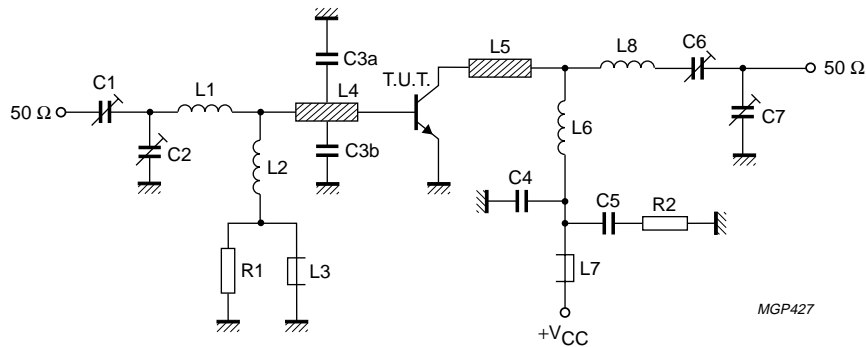 C3a
L5
L8
C6
50 Ω
C1
L1
L4
T.U.T.
50 Ω
C2
L2
C3b
L6
C7
C4
C5
R2
R1
L3
L7
+VCC
MGP427